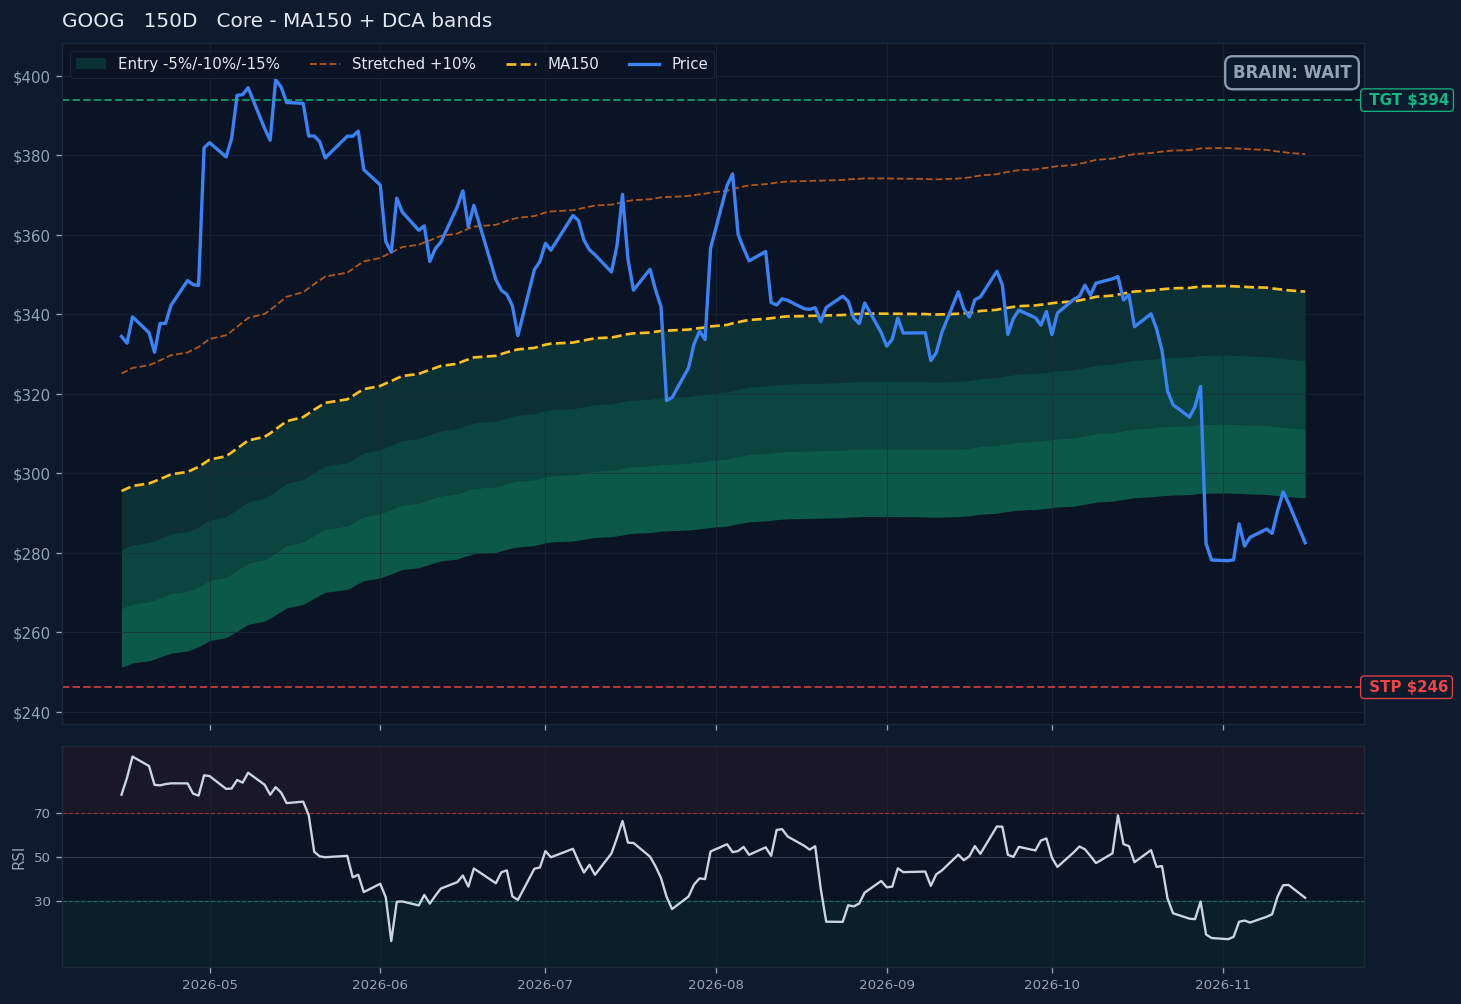 GOOG 150D Core - MA150 + DCA bands
Entry -5%/-10%/-15% Stretched +10% MA150 Price
BRAIN: WAIT
$400
TGT $394
$380
$360
$340
$320
$300
$280
$260
STP $246
$240
RSI
70
50
30
2026-05 2026-06 2026-07 2026-08 2026-09 2026-10 2026-11